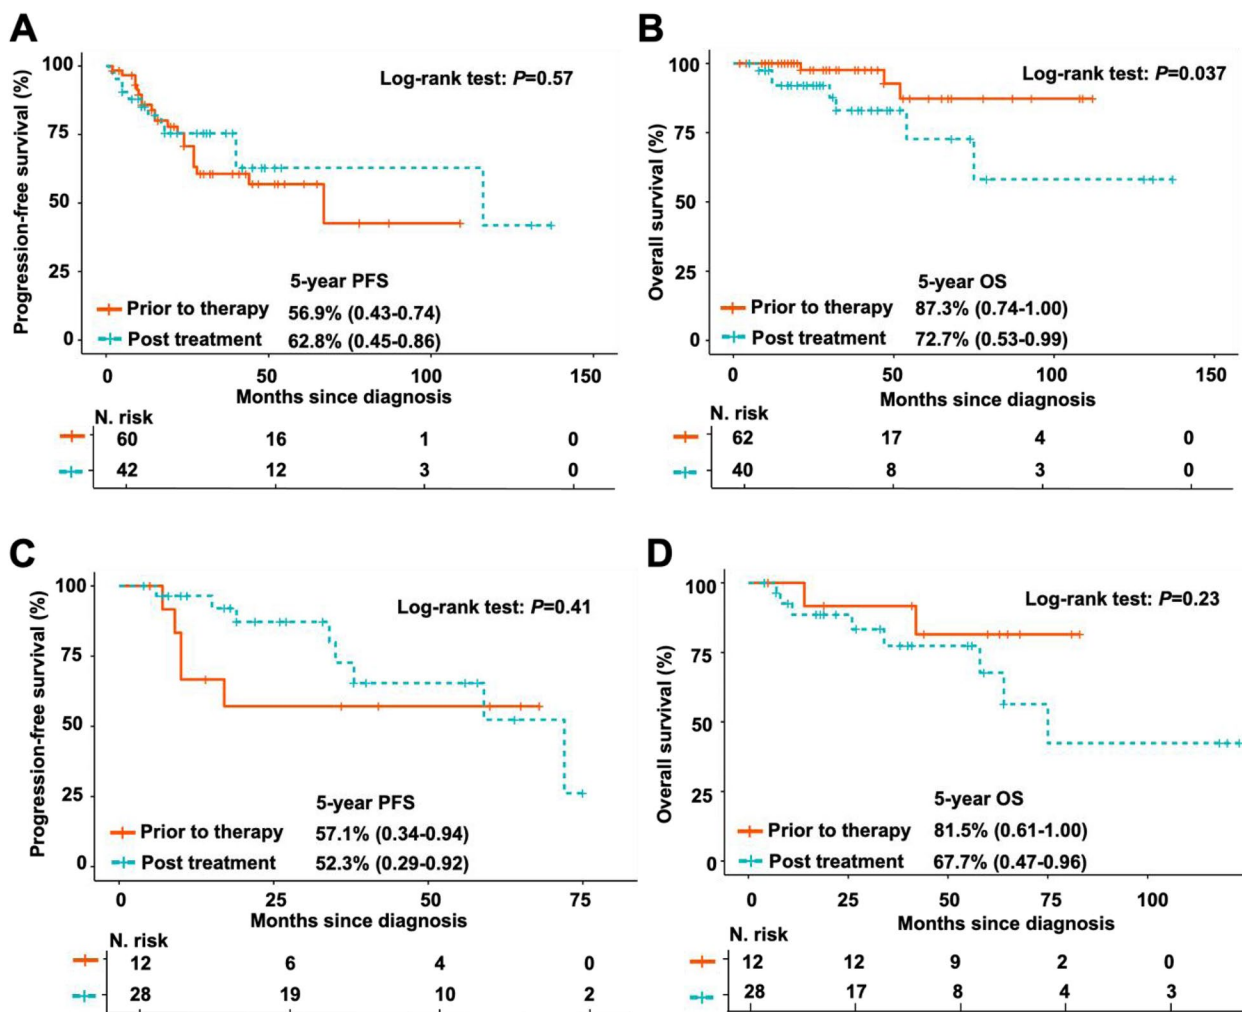 A
Progression-free survival (%)
100
75
50
25
0
Log-rank test: P=0.57
5-year PFS
Prior to therapy 56.9% (0.43-0.74)
Post treatment 62.8% (0.45-0.86)
0 50 100 150
Months since diagnosis
N. risk
60 16 1 0
42 12 3 0
B
Overall survival (%)
100
75
50
25
0
Log-rank test: P=0.037
5-year OS
Prior to therapy 87.3% (0.74-1.00)
Post treatment 72.7% (0.53-0.99)
0 50 100 150
Months since diagnosis
N. risk
62 17 4 0
40 8 3 0
C
Progression-free survival (%)
100
75
50
25
0
Log-rank test: P=0.41
5-year PFS
Prior to therapy 57.1% (0.34-0.94)
Post treatment 52.3% (0.29-0.92)
0 25 50 75
Months since diagnosis
N. risk
12 6 4 0
28 19 10 2
D
Overall survival (%)
100
75
50
25
0
Log-rank test: P=0.23
5-year OS
Prior to therapy 81.5% (0.61-1.00)
Post treatment 67.7% (0.47-0.96)
0 25 50 75 100
Months since diagnosis
N. risk
12 12 9 2 0
28 17 8 4 3